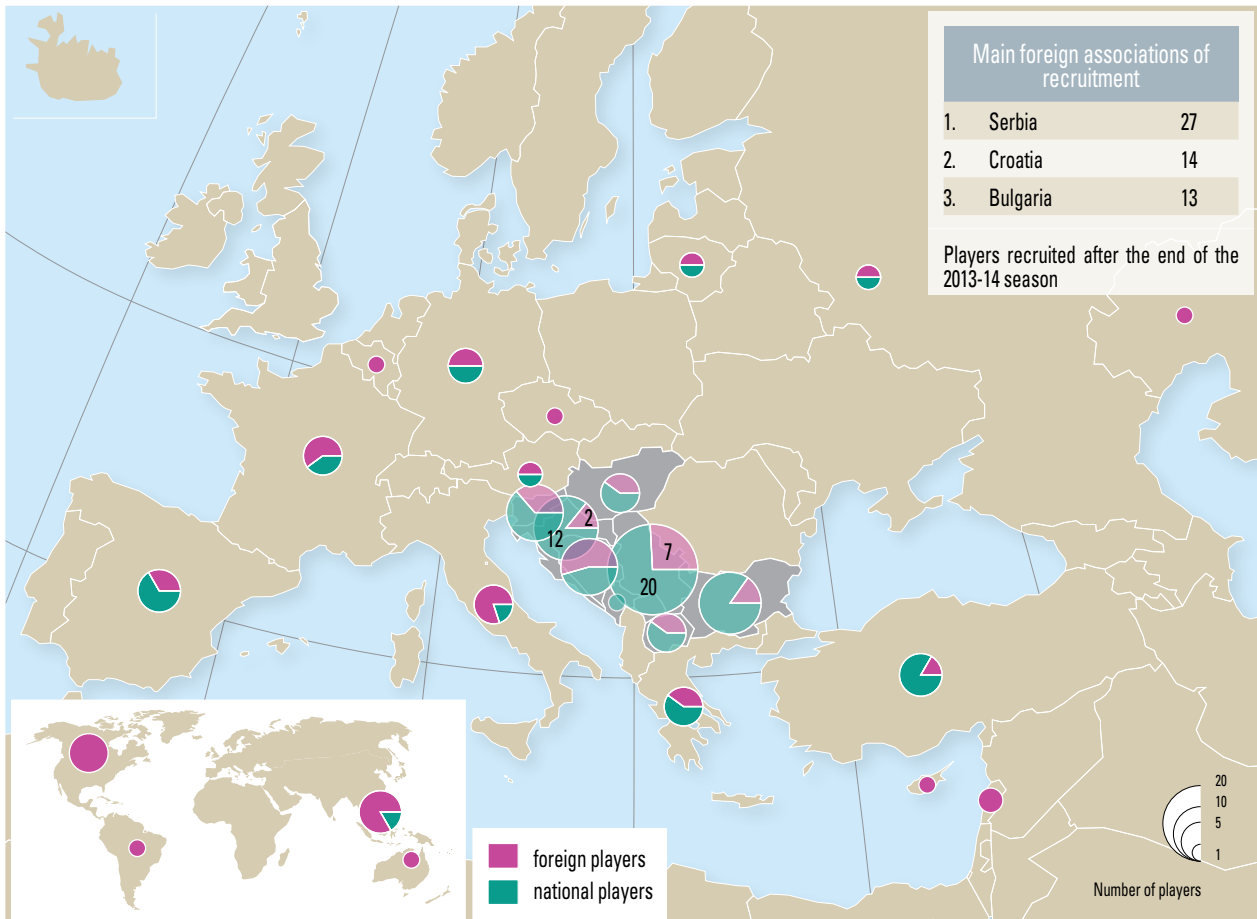 Main foreign associations of
recruitment
1. Serbia 27
2. Croatia 14
3. Bulgaria 13
Players recruited after the end of the
2013-14 season
2
12
7
20
foreign players
national players
20
10
5
1
Number of players